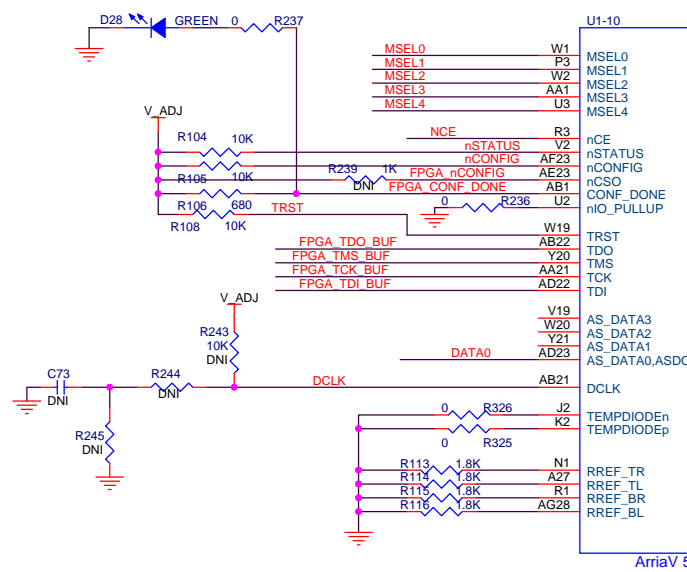 D28 GREEN 0 R237 U1-10
MSEL0 W1 MSEL0
MSEL1 P3 MSEL1
MSEL2 W2 MSEL2
MSEL3 AA1 MSEL3
MSEL4 U3 MSEL4
V_ADJ
NCE R3 nCE
R104 10K nSTATUS V2 nSTATUS
nCONFIG AF23 nCONFIG
R239 1K FPGA_nCONFIG AE23 nCSO
R105 10K DNI FPGA_CONF_DONE AB1 CONF_DONE
0 R236 U2 nIO_PULLUP
R106 680 TRST W19 TRST
R108 10K
FPGA_TDO_BUF AB22 TDO
FPGA_TMS_BUF Y20 TMS
FPGA_TCK_BUF AA21 TCK
FPGA_TDI_BUF AD22 TDI
V_ADJ
V19 AS_DATA3
W20 AS_DATA2
R243 Y21 AS_DATA1
10K
DNI DATA0 AD23 AS_DATA0,ASDO
C73 R244 DCLK AB21 DCLK
DNI DNI
0 R326 J2 TEMPDIODEn
K2 TEMPDIODEp
R245 0 R325
DNI
R113 1.8K N1 RREF_TR
R114 1.8K A27 RREF_TL
R115 1.8K R1 RREF_BR
R116 1.8K AG28 RREF_BL
ArriaV 5